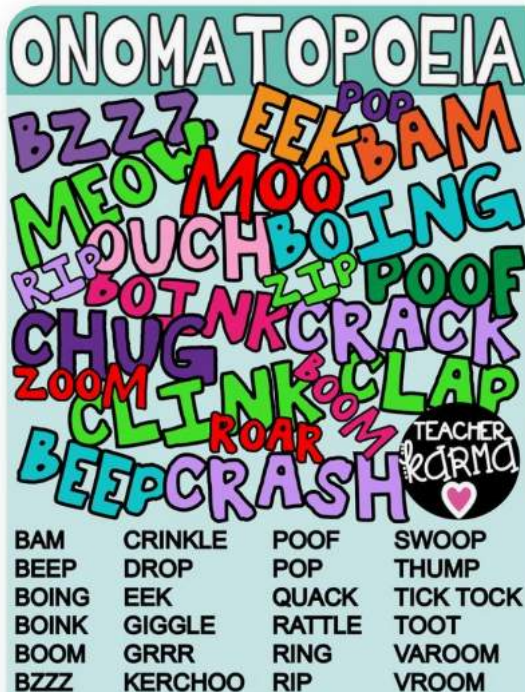 ONOMATOPOEIA
BZZZ EEK POP BAM
MEOW MOO
OUCH BOING
RIP BOINK ZIP POOF
CHUG CRACK
ZOOM CLINK BOOM CLAP
ROAR
BEEP CRASH
TEACHER
KARMA
BAM CRINKLE POOF SWOOP
BEEP DROP POP THUMP
BOING EEK QUACK TICK TOCK
BOINK GIGGLE RATTLE TOOT
BOOM GRRR RING VAROOM
BZZZ KERCHOO RIP VROOM